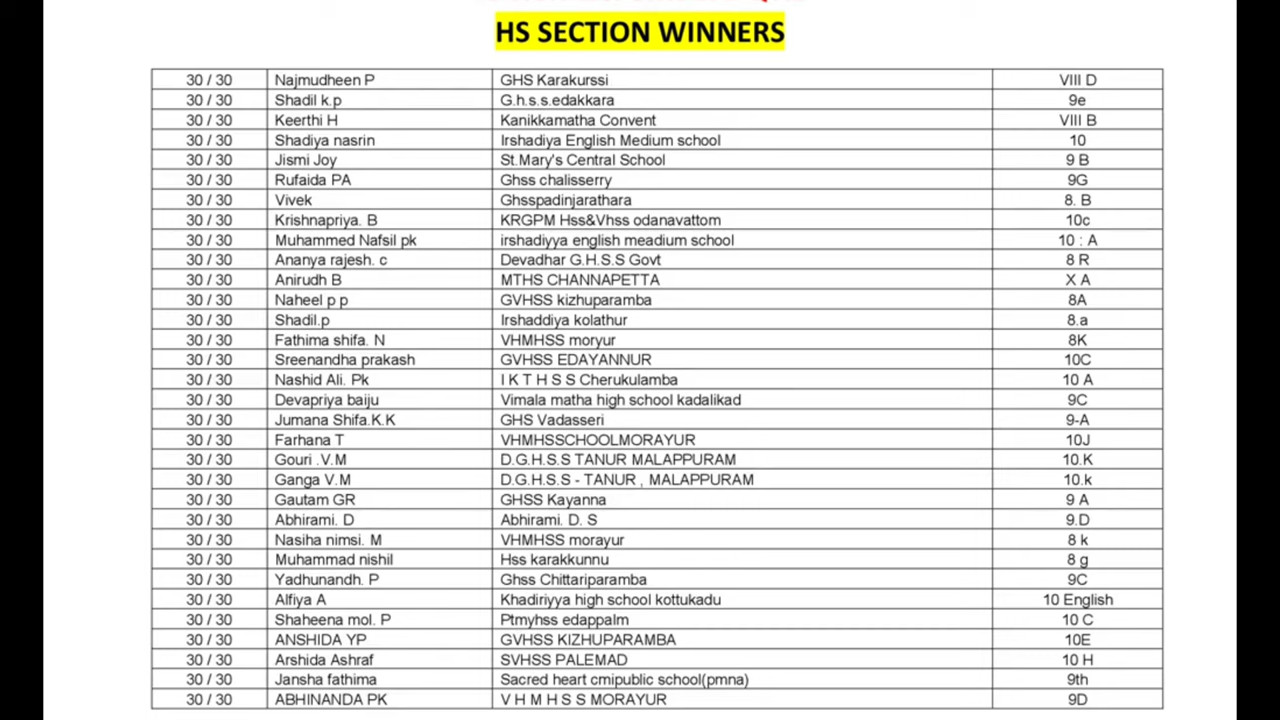 HS SECTION WINNERS
30 / 30 Najmudheen P GHS Karakurssi VIII D
30 / 30 Shadil k.p G.h.s.s.edakkara 9e
30 / 30 Keerthi H Kanikkamatha Convent VIII B
30 / 30 Shadiya nasrin Irshadiya English Medium school 10
30 / 30 Jismi Joy St.Mary's Central School 9 B
30 / 30 Rufaida PA Ghss chalisserry 9G
30 / 30 Vivek Ghsspadinjarathara 8. B
30 / 30 Krishnapriya. B KRGPM Hss&Vhss odanavattom 10c
30 / 30 Muhammed Nafsil pk irshadiyya english meadium school 10 : A
30 / 30 Ananya rajesh. c Devadhar G.H.S.S Govt 8 R
30 / 30 Anirudh B MTHS CHANNAPETTA X A
30 / 30 Naheel p p GVHSS kizhuparamba 8A
30 / 30 Shadil.p Irshaddiya kolathur 8.a
30 / 30 Fathima shifa. N VHMHSS moryur 8K
30 / 30 Sreenandha prakash GVHSS EDAYANNUR 10C
30 / 30 Nashid Ali. Pk I K T H S S Cherukulamba 10 A
30 / 30 Devapriya baiju Vimala matha high school kadalikad 9C
30 / 30 Jumana Shifa.K.K GHS Vadasseri 9-A
30 / 30 Farhana T VHMHSSCHOOLMORAYUR 10J
30 / 30 Gouri .V.M D.G.H.S.S TANUR MALAPPURAM 10.K
30 / 30 Ganga V.M D.G.H.S.S - TANUR , MALAPPURAM 10.k
30 / 30 Gautam GR GHSS Kayanna 9 A
30 / 30 Abhirami. D Abhirami. D. S 9.D
30 / 30 Nasiha nimsi. M VHMHSS morayur 8 k
30 / 30 Muhammad nishil Hss karakkunnu 8 g
30 / 30 Yadhunandh. P Ghss Chittariparamba 9C
30 / 30 Alfiya A Khadiriyya high school kottukadu 10 English
30 / 30 Shaheena mol. P Ptmyhss edappalm 10 C
30 / 30 ANSHIDA YP GVHSS KIZHUPARAMBA 10E
30 / 30 Arshida Ashraf SVHSS PALEMAD 10 H
30 / 30 Jansha fathima Sacred heart cmipublic school(pmna) 9th
30 / 30 ABHINANDA PK V H M H S S MORAYUR 9D